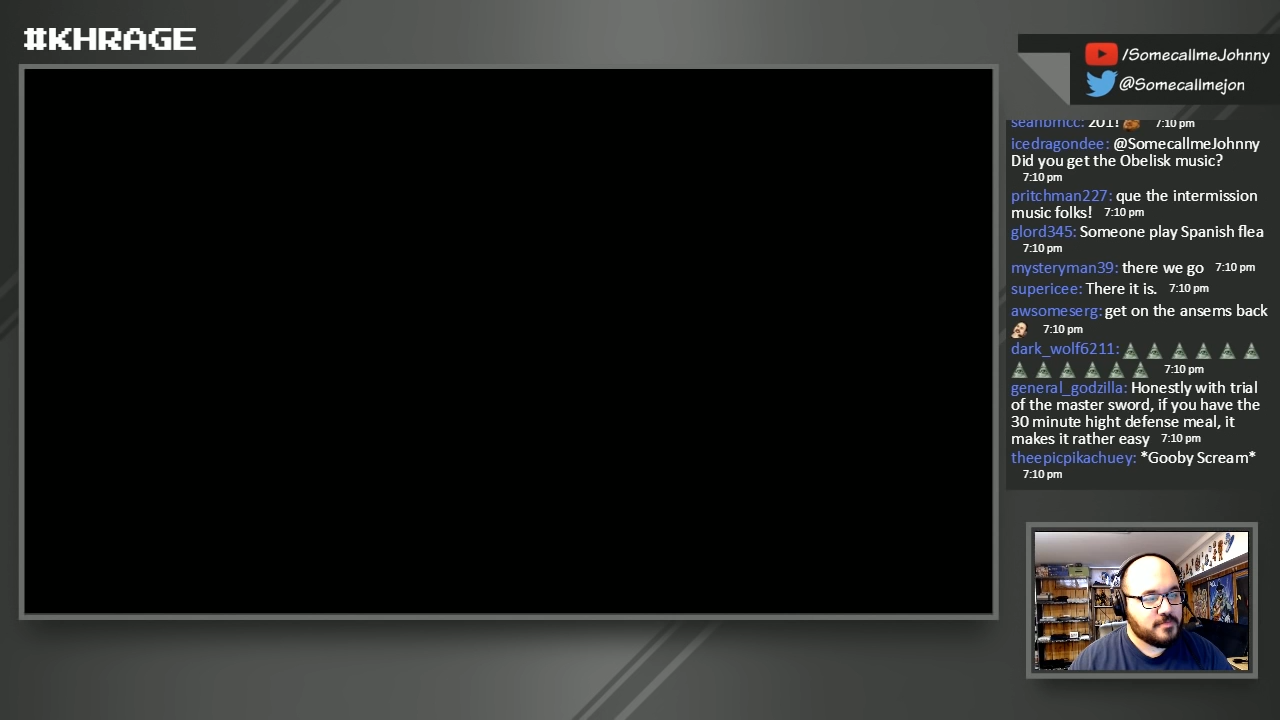 #KHRAGE
/SomecallmeJohnny
@Somecallmejon
seanbmcc: 201! 7:10 pm
icedragondee: @SomecallmeJohnny
Did you get the Obelisk music?
7:10 pm
pritchman227: que the intermission
music folks! 7:10 pm
glord345: Someone play Spanish flea
7:10 pm
mysteryman39: there we go 7:10 pm
supericee: There it is. 7:10 pm
awsomeserg: get on the ansems back
7:10 pm
dark_wolf6211:
7:10 pm
general_godzilla: Honestly with trial
of the master sword, if you have the
30 minute hight defense meal, it
makes it rather easy 7:10 pm
theepicpikachuey: *Gooby Scream*
7:10 pm